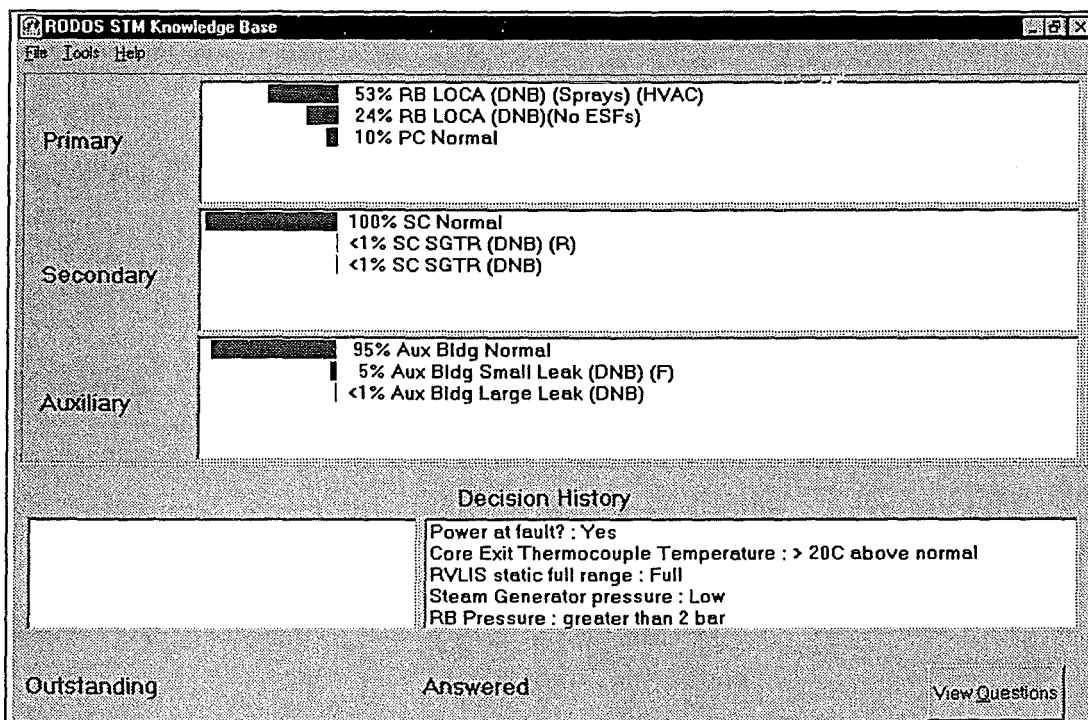 RODOS STM Knowledge Base
File Tools Help
Primary
53% RB LOCA (DNB) (Sprays) (HVAC)
24% RB LOCA (DNB)(No ESFs)
10% PC Normal
Secondary
100% SC Normal
<1% SC SGTR (DNB) (R)
<1% SC SGTR (DNB)
Auxiliary
95% Aux Bldg Normal
5% Aux Bldg Small Leak (DNB) (F)
<1% Aux Bldg Large Leak (DNB)
Decision History
Power at fault? : Yes
Core Exit Thermocouple Temperature : > 20C above normal
RVLIS static full range : Full
Steam Generator pressure : Low
RB Pressure : greater than 2 bar
Outstanding
Answered
View Questions